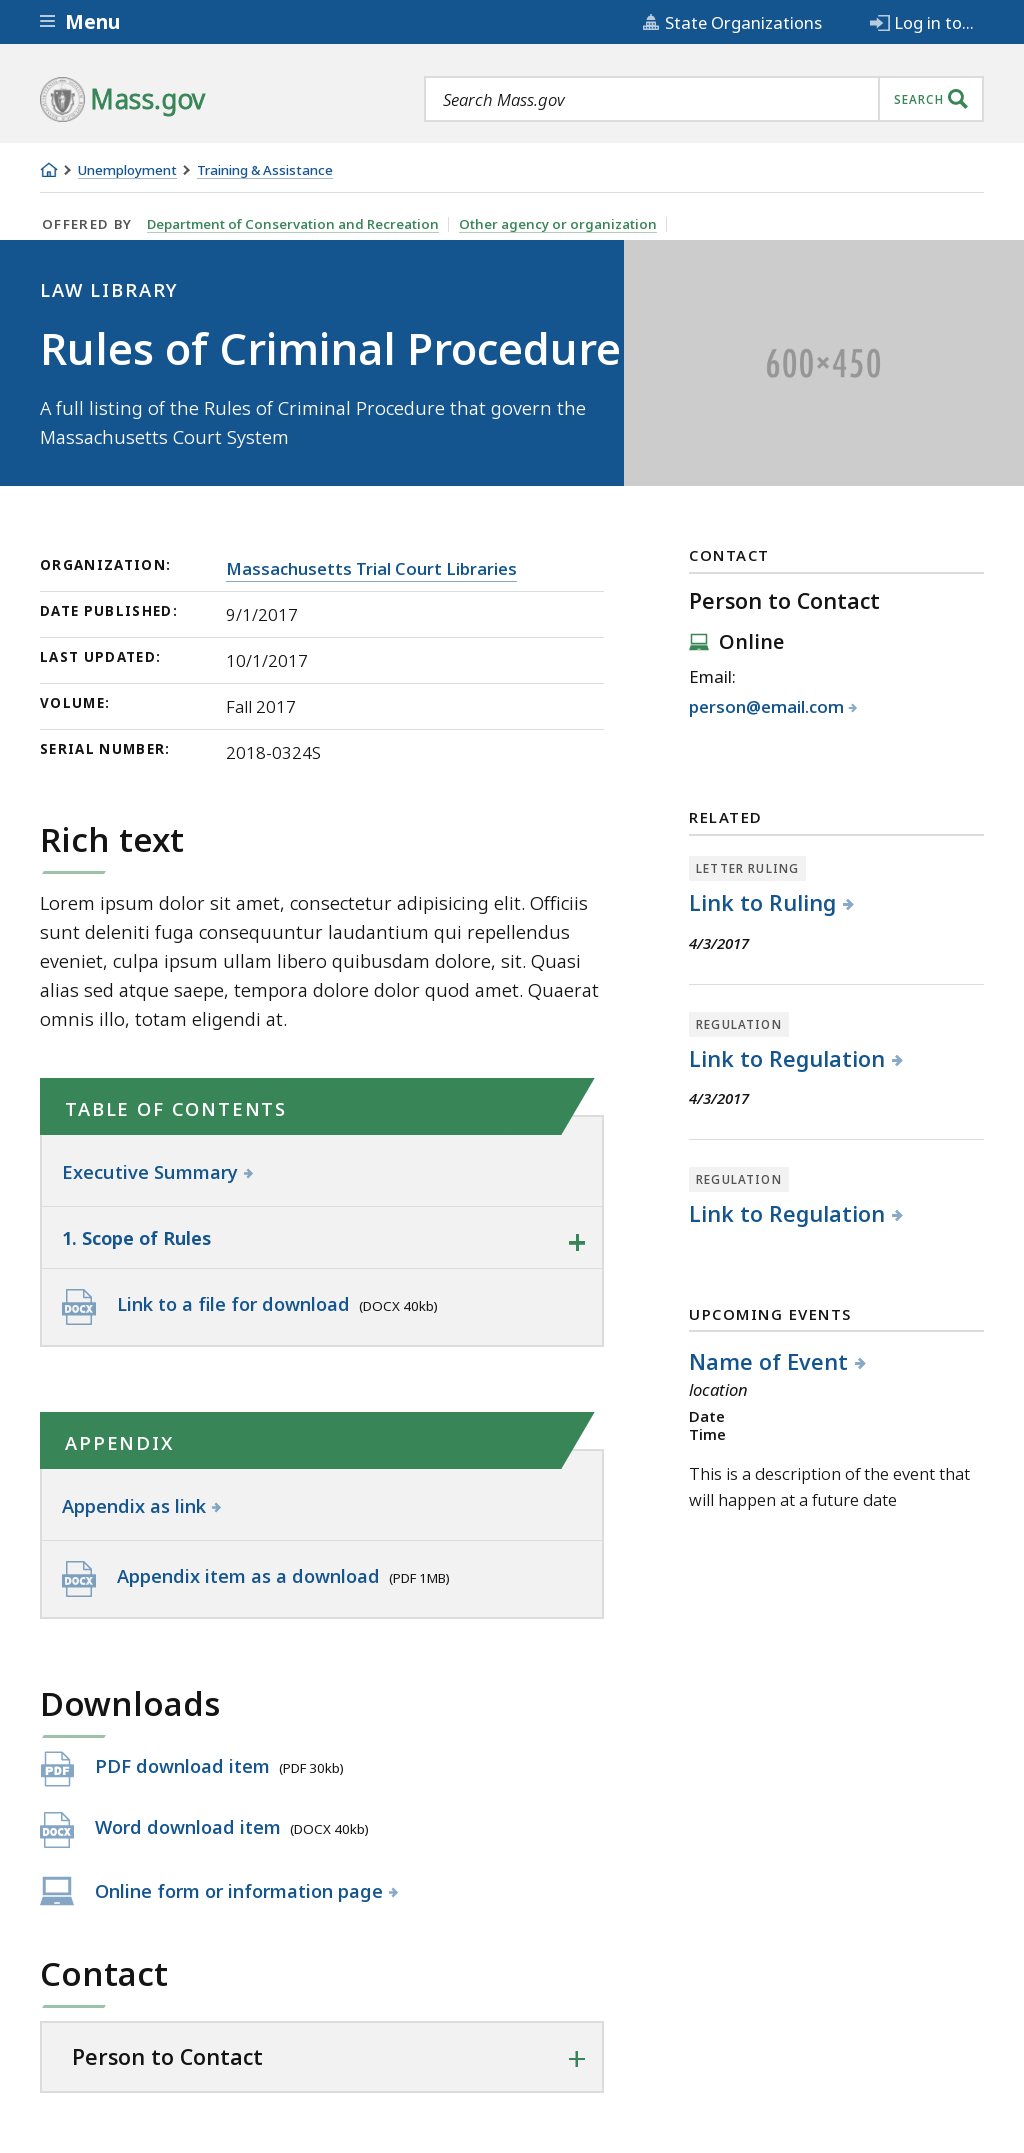 Menu
State Organizations
Log in to...
Mass.gov
Search Mass.gov
SEARCH
Unemployment
Training & Assistance
OFFERED BY Department of Conservation and Recreation Other agency or organization
LAW LIBRARY
Rules of Criminal Procedure
A full listing of the Rules of Criminal Procedure that govern the
Massachusetts Court System
600×450
ORGANIZATION: Massachusetts Trial Court Libraries
DATE PUBLISHED: 9/1/2017
LAST UPDATED: 10/1/2017
VOLUME: Fall 2017
SERIAL NUMBER: 2018-0324S
Rich text
Lorem ipsum dolor sit amet, consectetur adipisicing elit. Officiis
sunt deleniti fuga consequuntur laudantium qui repellendus
eveniet, culpa ipsum ullam libero quibusdam dolore, sit. Quasi
alias sed atque saepe, tempora dolore dolor quod amet. Quaerat
omnis illo, totam eligendi at.
TABLE OF CONTENTS
Executive Summary
1. Scope of Rules
DOCX Link to a file for download (DOCX 40kb)
APPENDIX
Appendix as link
DOCX Appendix item as a download (PDF 1MB)
Downloads
PDF PDF download item (PDF 30kb)
DOCX Word download item (DOCX 40kb)
Online form or information page
Contact
Person to Contact
CONTACT
Person to Contact
Online
Email:
person@email.com
RELATED
LETTER RULING
Link to Ruling
4/3/2017
REGULATION
Link to Regulation
4/3/2017
REGULATION
Link to Regulation
UPCOMING EVENTS
Name of Event
location
Date
Time
This is a description of the event that
will happen at a future date